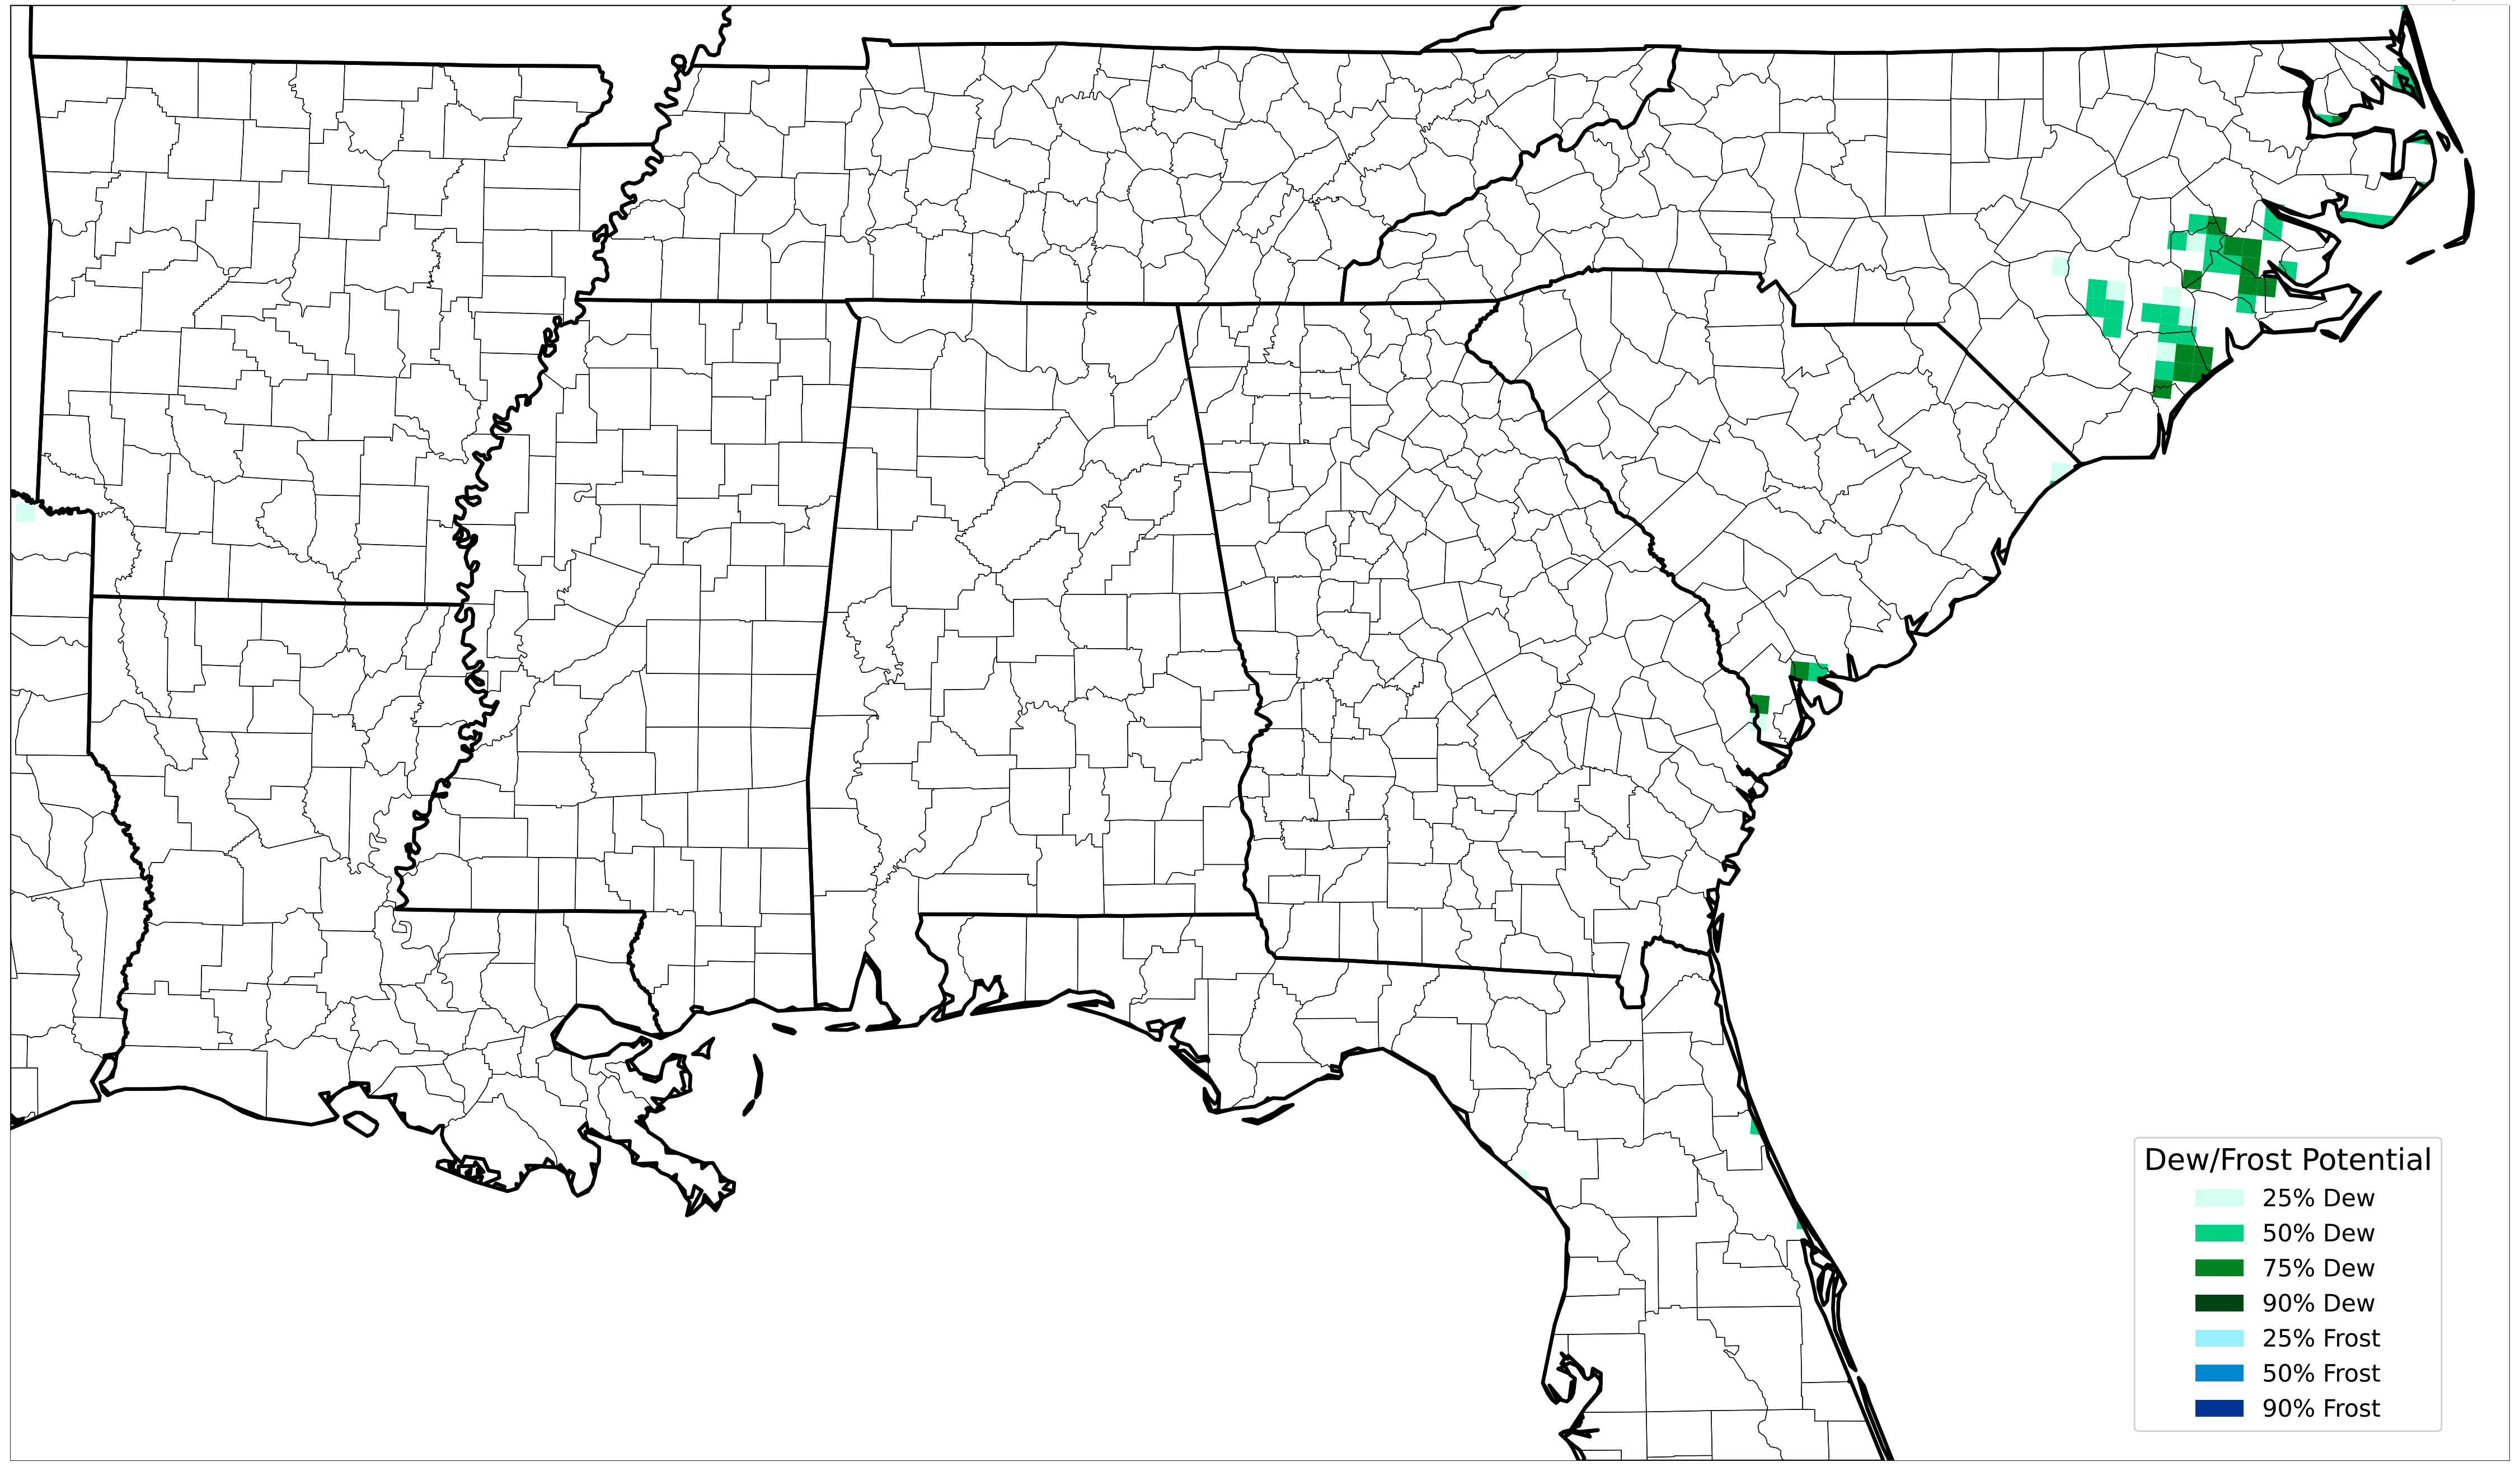 Dew/Frost Potential
25% Dew
50% Dew
75% Dew
90% Dew
25% Frost
50% Frost
90% Frost